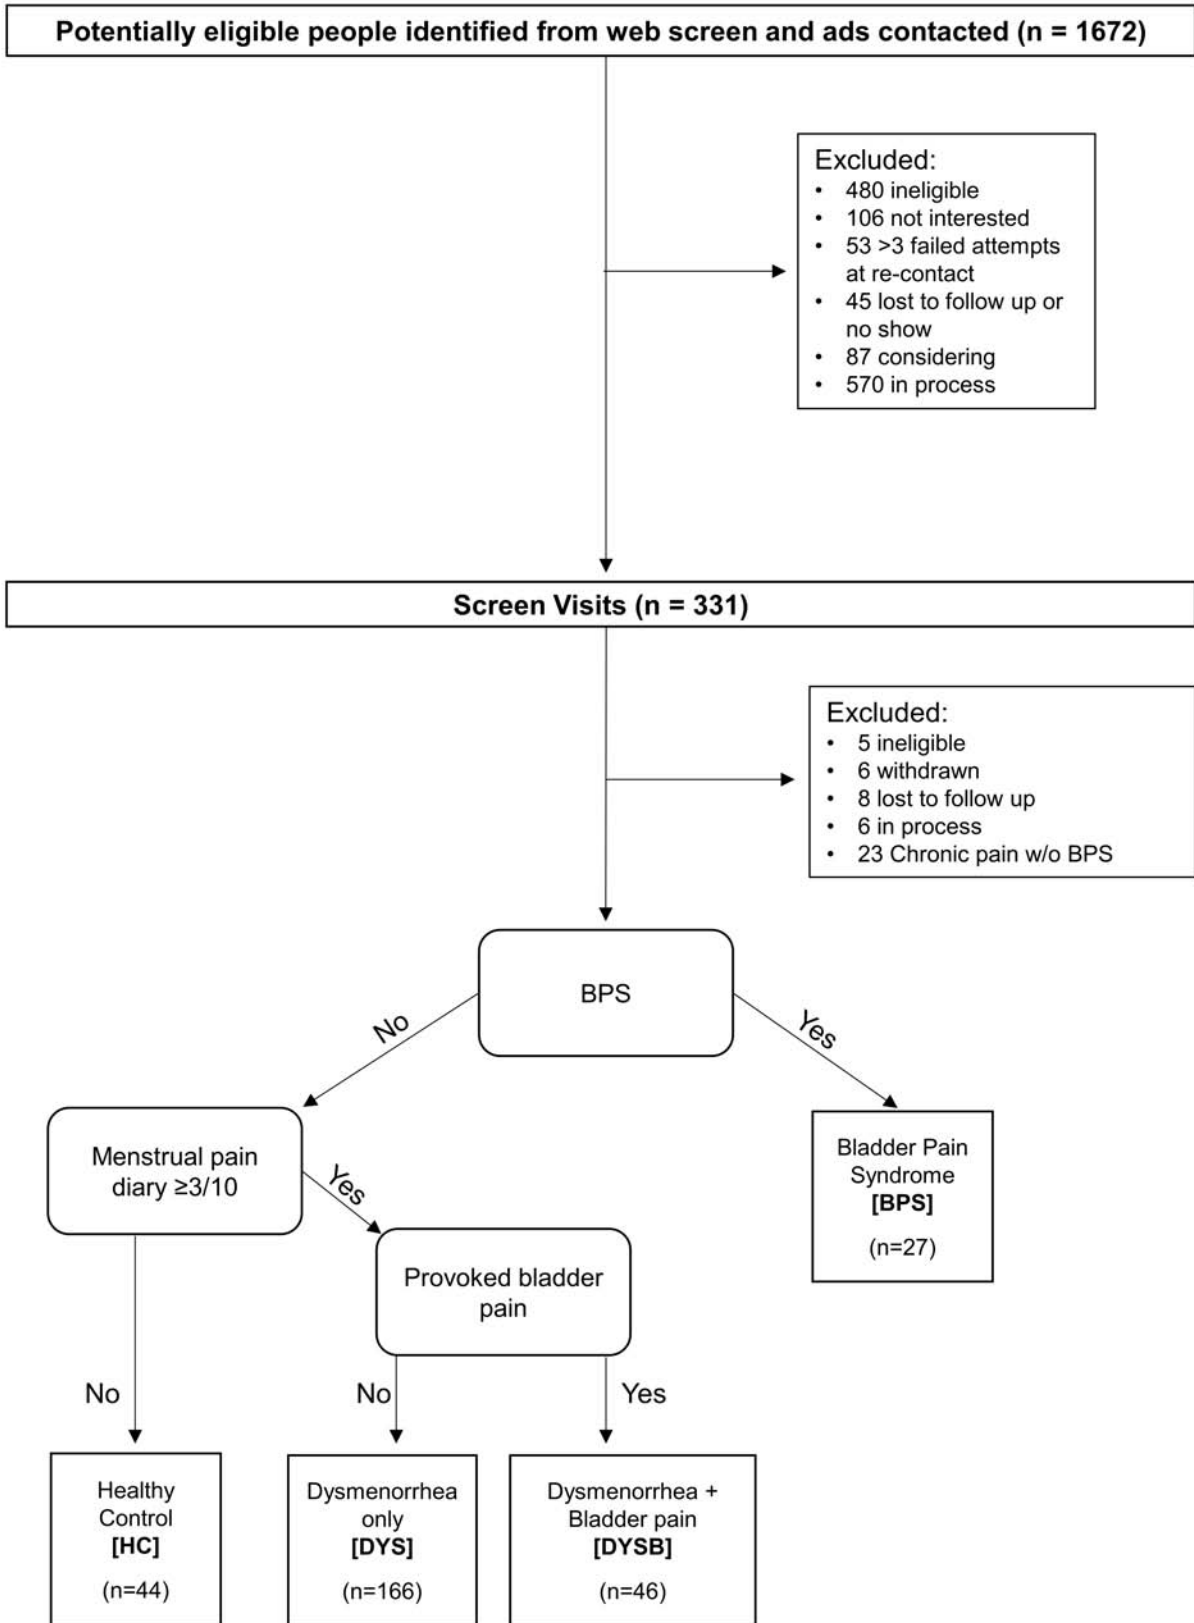 Potentially eligible people identified from web screen and ads contacted (n = 1672)
Excluded:
• 480 ineligible
• 106 not interested
• 53 >3 failed attempts
at re-contact
• 45 lost to follow up or
no show
• 87 considering
• 570 in process
Screen Visits (n = 331)
Excluded:
• 5 ineligible
• 6 withdrawn
• 8 lost to follow up
• 6 in process
• 23 Chronic pain w/o BPS
BPS
No
Yes
Menstrual pain
diary ≥3/10
Yes
Bladder Pain
Syndrome
[BPS]
(n=27)
Provoked bladder
pain
No
No
Yes
Healthy
Control
[HC]
(n=44)
Dysmenorrhea
only
[DYS]
(n=166)
Dysmenorrhea +
Bladder pain
[DYSB]
(n=46)